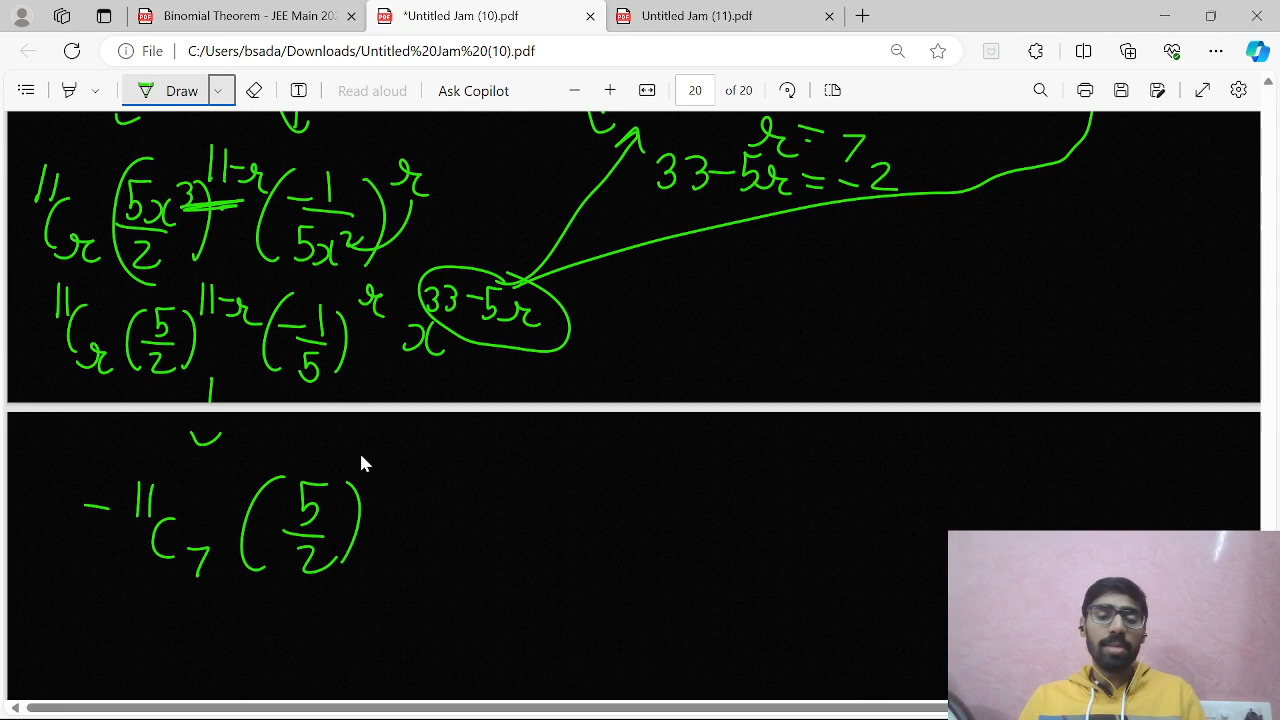 Binomial Theorem - JEE Main 202
*Untitled Jam (10).pdf
Untitled Jam (11).pdf
File C:/Users/bsada/Downloads/Untitled%20Jam%20(10).pdf
Draw Read aloud Ask Copilot 20 of 20
r = 7
33-5r = -2
¹¹Cᵣ (5x³/2)¹¹⁻ʳ (-1/5x²)ʳ
¹¹Cᵣ (5/2)¹¹⁻ʳ (-1/5)ʳ x³³⁻⁵ʳ
- ¹¹C₇ (5/2)